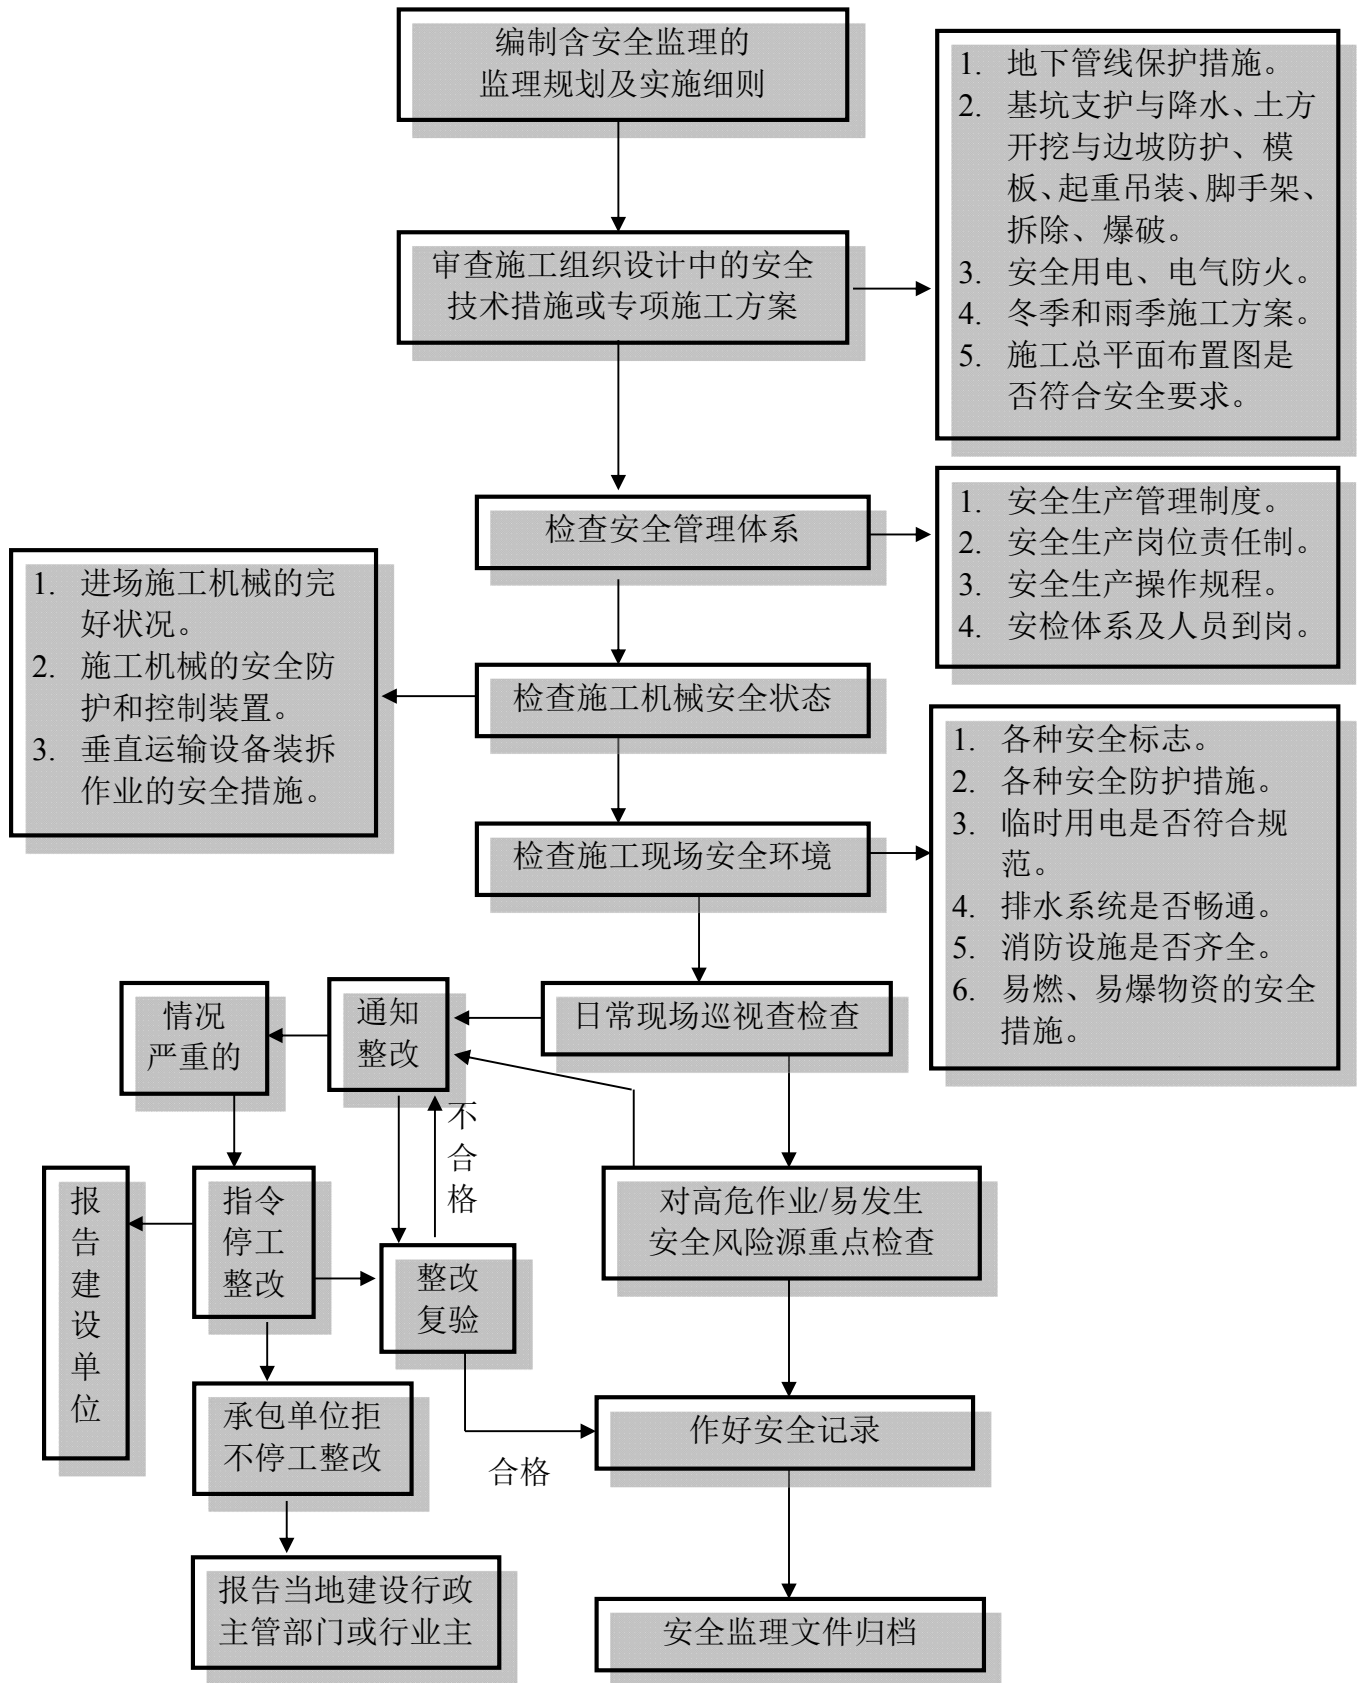 编制含安全监理的
监理规划及实施细则
1. 地下管线保护措施。
2. 基坑支护与降水、土方
开挖与边坡防护、模
板、起重吊装、脚手架、
拆除、爆破。
3. 安全用电、电气防火。
4. 冬季和雨季施工方案。
5. 施工总平面布置图是
否符合安全要求。
审查施工组织设计中的安全
技术措施或专项施工方案
检查安全管理体系
1. 安全生产管理制度。
2. 安全生产岗位责任制。
3. 安全生产操作规程。
4. 安检体系及人员到岗。
1. 进场施工机械的完
好状况。
2. 施工机械的安全防
护和控制装置。
3. 垂直运输设备装拆
作业的安全措施。
检查施工机械安全状态
检查施工现场安全环境
1. 各种安全标志。
2. 各种安全防护措施。
3. 临时用电是否符合规
范。
4. 排水系统是否畅通。
5. 消防设施是否齐全。
6. 易燃、易爆物资的安全
措施。
日常现场巡视查检查
通知
整改
情况
严重的
不
合
格
对高危作业/易发生
安全风险源重点检查
报
告
建
设
单
位
指令
停工
整改
整改
复验
承包单位拒
不停工整改
合格
作好安全记录
报告当地建设行政
主管部门或行业主
安全监理文件归档